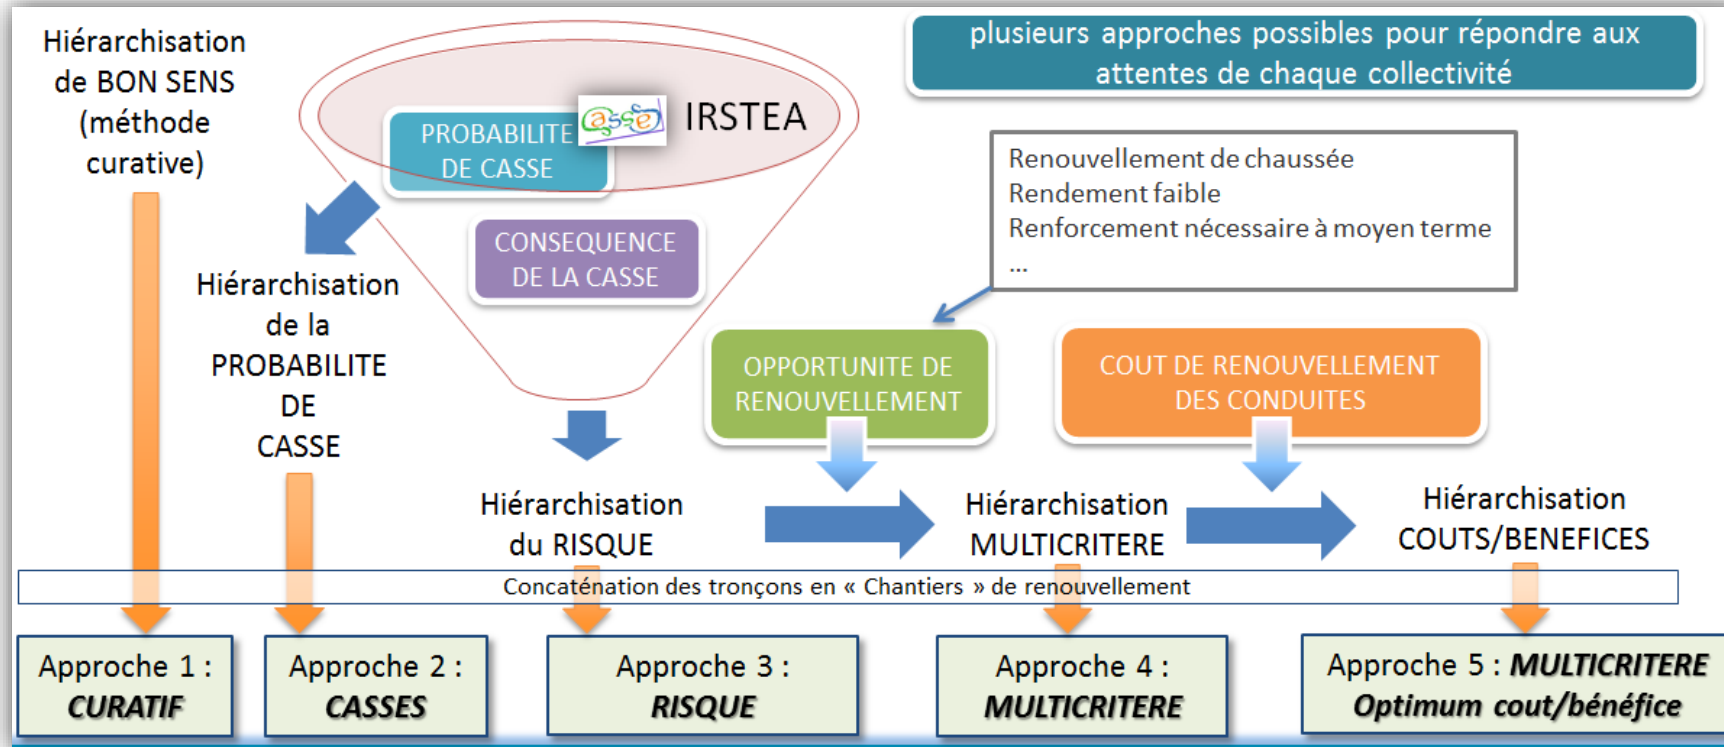 Hiérarchisation
de BON SENS
(méthode
curative)
PROBABILITE
DE CASSE
casse
IRSTEA
plusieurs approches possibles pour répondre aux
attentes de chaque collectivité
Renouvellement de chaussée
Rendement faible
Renforcement nécessaire à moyen terme
...
CONSEQUENCE
DE LA CASSE
Hiérarchisation
de la
PROBABILITE
DE
CASSE
OPPORTUNITE DE
RENOUVELLEMENT
COUT DE RENOUVELLEMENT
DES CONDUITES
Hiérarchisation
du RISQUE
Hiérarchisation
MULTICRITERE
Hiérarchisation
COUTS/BENEFICES
Concaténation des tronçons en « Chantiers » de renouvellement
Approche 1 :
CURATIF
Approche 2 :
CASSES
Approche 3 :
RISQUE
Approche 4 :
MULTICRITERE
Approche 5 : MULTICRITERE
Optimum cout/bénéfice